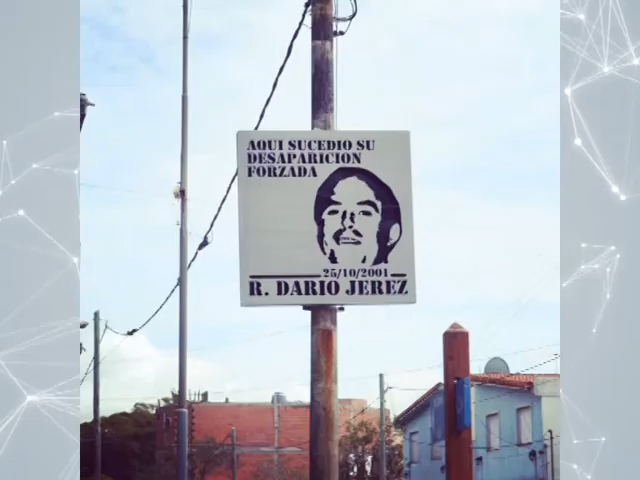 AQUI SUCEDIO SU
DESAPARICION
FORZADA
25/10/2001
R. DARIO JEREZ